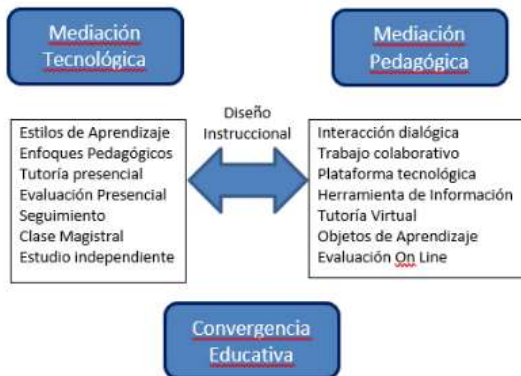 Mediación
Tecnológica
Mediación
Pedagógica
Diseño
Instruccional
Estilos de Aprendizaje
Enfoques Pedagógicos
Tutoría presencial
Evaluación Presencial
Seguimiento
Clase Magistral
Estudio independiente
Interacción dialógica
Trabajo colaborativo
Plataforma tecnológica
Herramienta de Información
Tutoría Virtual
Objetos de Aprendizaje
Evaluación On Line
Convergencia
Educativa